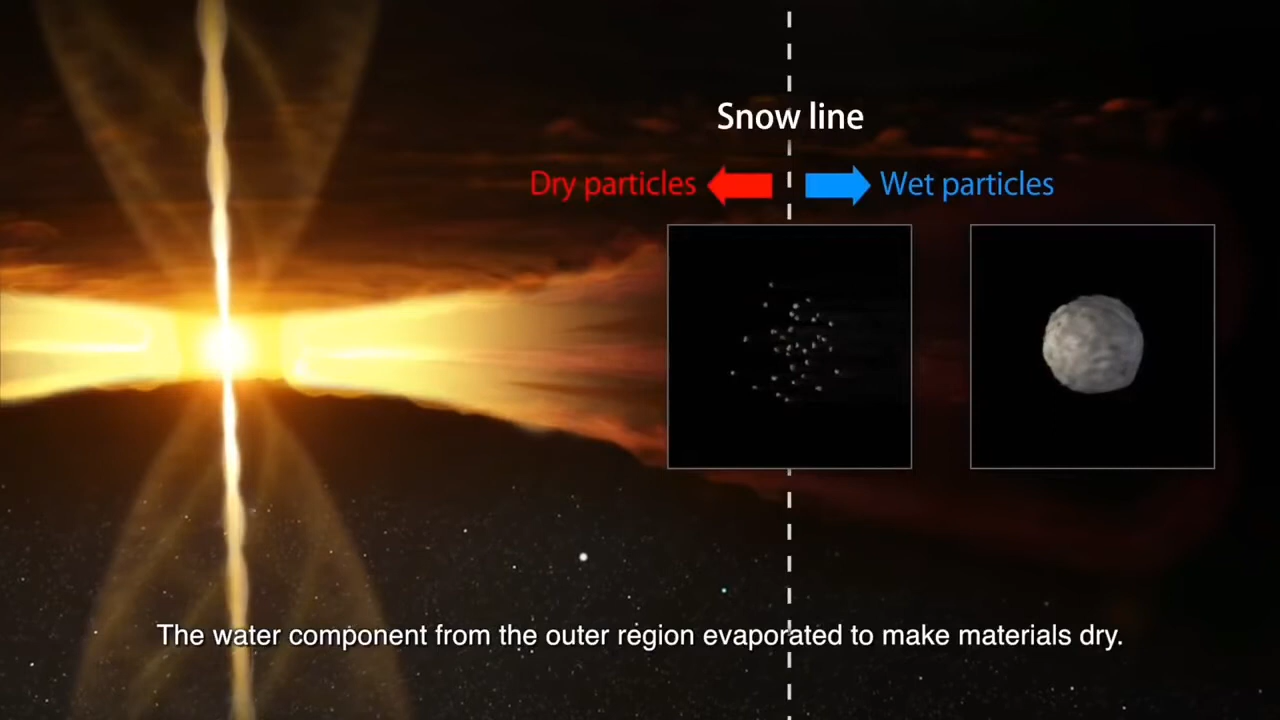 Snow line
Dry particles
Wet particles
The water component from the outer region evaporated to make materials dry.